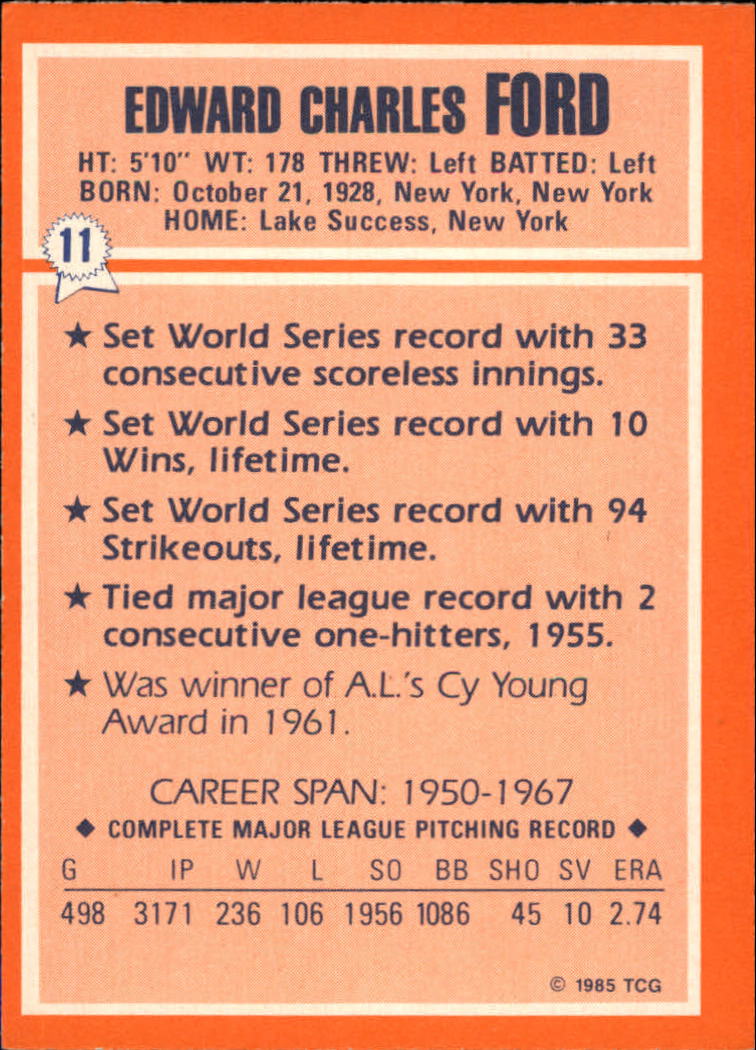 EDWARD CHARLES FORD
HT: 5'10" WT: 178 THREW: Left BATTED: Left
BORN: October 21, 1928, New York, New York
HOME: Lake Success, New York
11
★ Set World Series record with 33
consecutive scoreless innings.
★ Set World Series record with 10
Wins, lifetime.
★ Set World Series record with 94
Strikeouts, lifetime.
★ Tied major league record with 2
consecutive one-hitters, 1955.
★ Was winner of A.L.'s Cy Young
Award in 1961.
CAREER SPAN: 1950-1967
◆ COMPLETE MAJOR LEAGUE PITCHING RECORD ◆
G IP W L SO BB SHO SV ERA
498 3171 236 106 1956 1086 45 10 2.74
© 1985 TCG